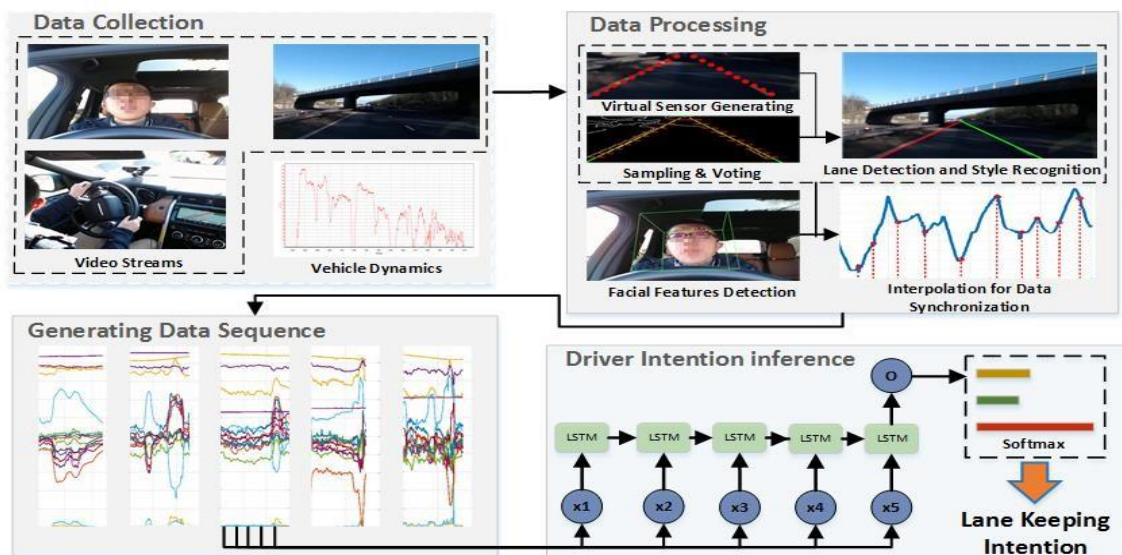 Data Collection
Video Streams
Vehicle Dynamics
Data Processing
Virtual Sensor Generating
Sampling & Voting
Lane Detection and Style Recognition
Facial Features Detection
Interpolation for Data
Synchronization
Generating Data Sequence
Driver Intention inference
O
LSTM LSTM LSTM LSTM LSTM
x1 x2 x3 x4 x5
Softmax
Lane Keeping
Intention